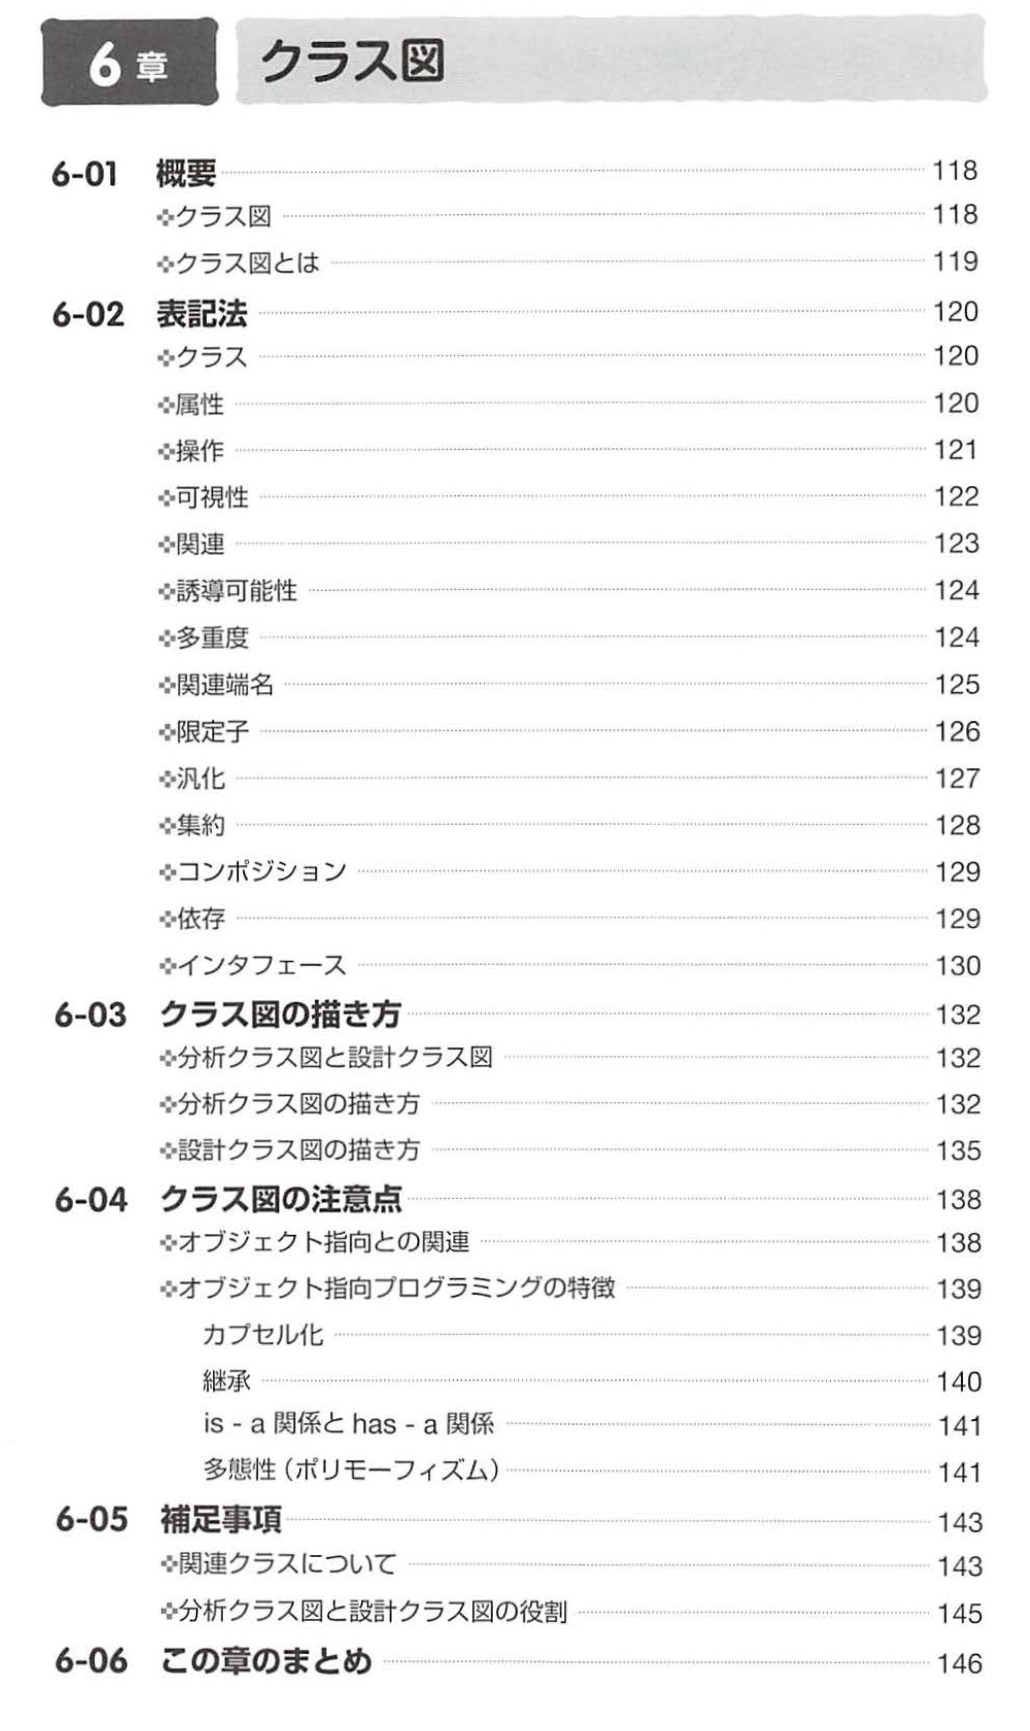 6章 クラス図
6-01 概要 118
クラス図 118
クラス図とは 119
6-02 表記法 120
クラス 120
属性 120
操作 121
可視性 122
関連 123
誘導可能性 124
多重度 124
関連端名 125
限定子 126
汎化 127
集約 128
コンポジション 129
依存 129
インタフェース 130
6-03 クラス図の描き方 132
分析クラス図と設計クラス図 132
分析クラス図の描き方 132
設計クラス図の描き方 135
6-04 クラス図の注意点 138
オブジェクト指向との関連 138
オブジェクト指向プログラミングの特徴 139
カプセル化 139
継承 140
is - a 関係と has - a 関係 141
多態性（ポリモーフィズム） 141
6-05 補足事項 143
関連クラスについて 143
分析クラス図と設計クラス図の役割 145
6-06 この章のまとめ 146